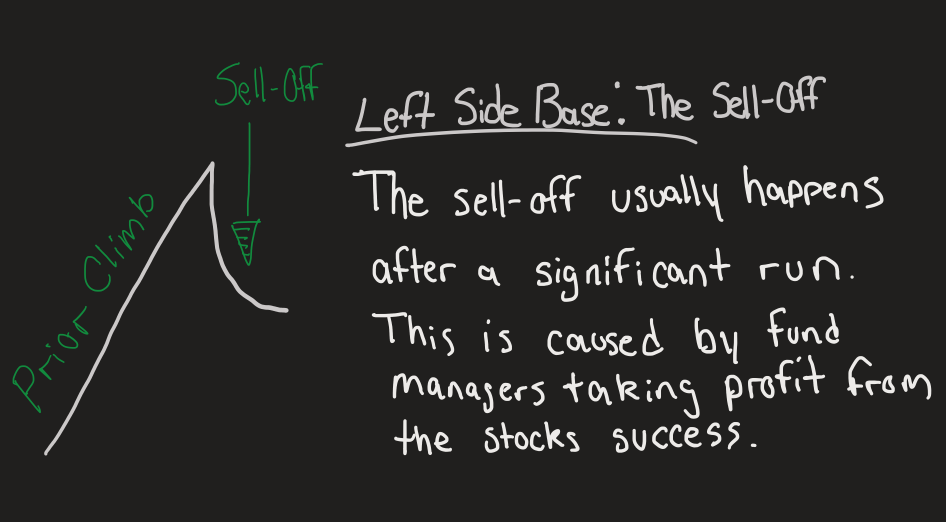 Sell-Off
Prior Climb
Left Side Base: The Sell-Off
The sell-off usually happens
after a significant run.
This is caused by fund
managers taking profit from
the stocks success.